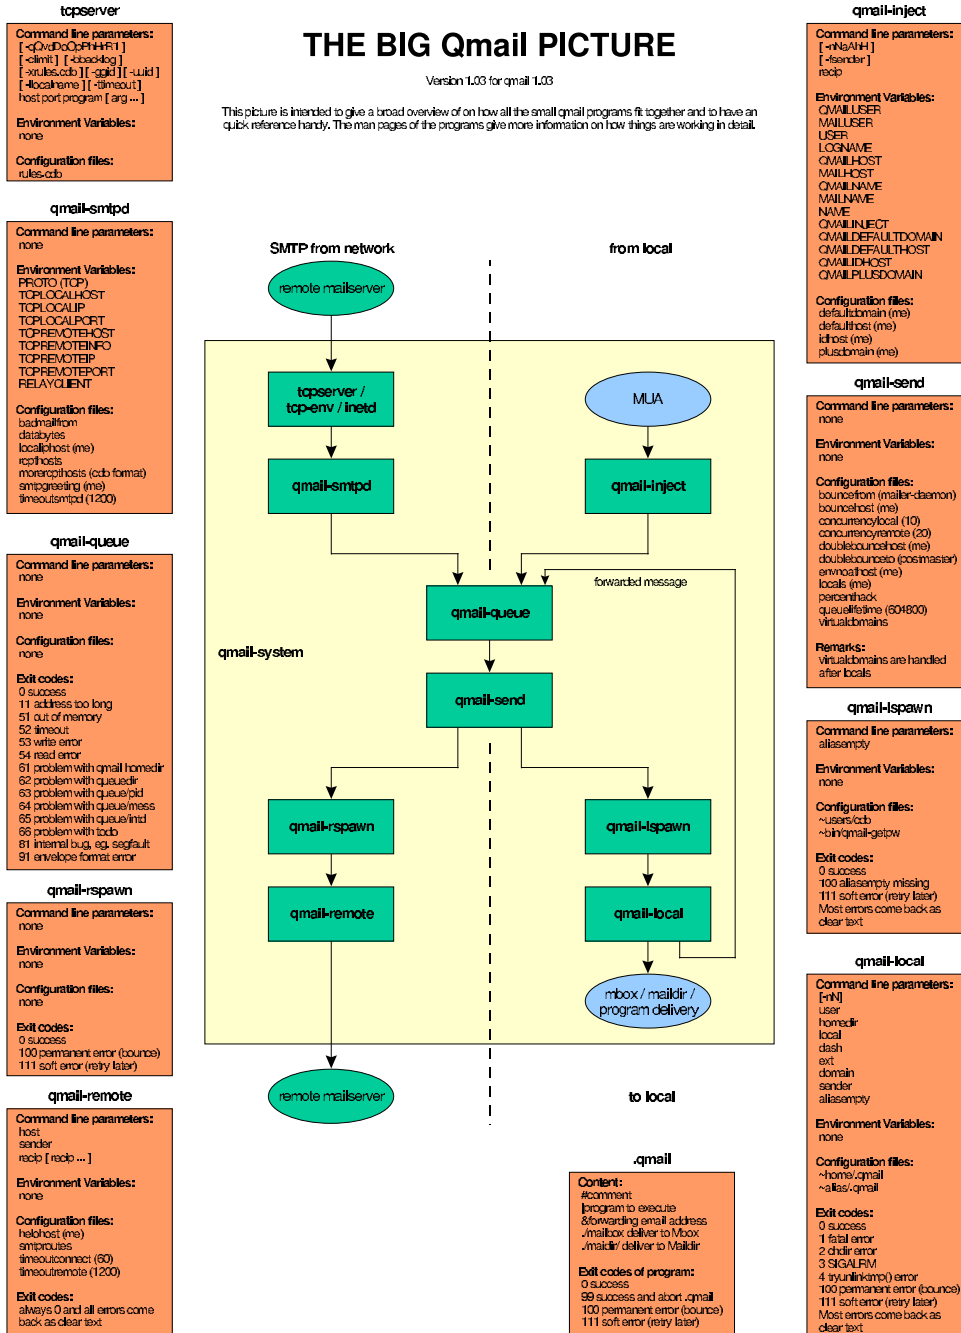 THE BIG Qmail PICTURE
Version 1.03 for qmail 1.03
This picture is intended to give a broad overview of on how all the small qmail programs fit together and to have an
quick reference handy. The man pages of the programs give more information on how things are working in detail.
tcpserver
Command line parameters:
[ -qQvdDoOpPhHrR1 ]
[ -climit ] [ -bbacklog ]
[ -xrules.cdb ] [ -ggid ] [ -uuid ]
[ -llocalname ] [ -ttimeout ]
host port program [ arg ... ]
Environment Variables:
none
Configuration files:
rules.cdb
qmail-smtpd
Command line parameters:
none
Environment Variables:
PROTO (TCP)
TCPLOCALHOST
TCPLOCALIP
TCPLOCALPORT
TCPREMOTEHOST
TCPREMOTEINFO
TCPREMOTEIP
TCPREMOTEPORT
RELAYCLIENT
Configuration files:
badmailfrom
databytes
localiphost (me)
rcpthosts
morercpthosts (cdb format)
smtpgreeting (me)
timeoutsmtpd (1200)
qmail-queue
Command line parameters:
none
Environment Variables:
none
Configuration files:
none
Exit codes:
0 success
11 address too long
51 out of memory
52 timeout
53 write error
54 read error
61 problem with qmail homedir
62 problem with queuedir
63 problem with queue/pid
64 problem with queue/mess
65 problem with queue/intd
66 problem with todo
81 internal bug, eg. segfault
91 envelope format error
qmail-rspawn
Command line parameters:
none
Environment Variables:
none
Configuration files:
none
Exit codes:
0 success
100 permanent error (bounce)
111 soft error (retry later)
qmail-remote
Command line parameters:
host
sender
recip [ recip ... ]
Environment Variables:
none
Configuration files:
helohost (me)
smtproutes
timeoutconnect (60)
timeoutremote (1200)
Exit codes:
always 0 and all errors come
back as clear text
SMTP from network
from local
remote mailserver
tcpserver /
tcp-env / inetd
MUA
qmail-smtpd
qmail-inject
forwarded message
qmail-queue
qmail-system
qmail-send
qmail-rspawn
qmail-lspawn
qmail-remote
qmail-local
mbox / maildir /
program delivery
remote mailserver
to local
.qmail
Content:
#comment
|program to execute
&forwarding email address
./mailbox deliver to Mbox
./maidir/ deliver to Maildir
Exit codes of program:
0 success
99 success and abort .qmail
100 permanent error (bounce)
111 soft error (retry later)
qmail-inject
Command line parameters:
[ -nNaAhH ]
[ -fsender ]
recip
Environment Variables:
QMAILUSER
MAILUSER
USER
LOGNAME
QMAILHOST
MAILHOST
QMAILNAME
MAILNAME
NAME
QMAILINJECT
QMAILDEFAULTDOMAIN
QMAILDEFAULTHOST
QMAILIDHOST
QMAILPLUSDOMAIN
Configuration files:
defaultdomain (me)
defaulthost (me)
idhost (me)
plusdomain (me)
qmail-send
Command line parameters:
none
Environment Variables:
none
Configuration files:
bouncefrom (mailer-daemon)
bouncehost (me)
concurrencylocal (10)
concurrencyremote (20)
doublebouncehost (me)
doublebounceto (postmaster)
envnoathost (me)
locals (me)
percenthack
queuelifetime (604800)
virtualdomains
Remarks:
virtualdomains are handled
after locals
qmail-lspawn
Command line parameters:
aliasempty
Environment Variables:
none
Configuration files:
~users/cdb
~bin/qmail-getpw
Exit codes:
0 success
100 aliasempty missing
111 soft error (retry later)
Most errors come back as
clear text
qmail-local
Command line parameters:
[-nN]
user
homedir
local
dash
ext
domain
sender
aliasempty
Environment Variables:
none
Configuration files:
~home/.qmail
~alias/.qmail
Exit codes:
0 success
1 fatal error
2 chdir error
3 SIGALRM
4 tryunlinktmp() error
100 permanent error (bounce)
111 soft error (retry later)
Most errors come back as
clear text